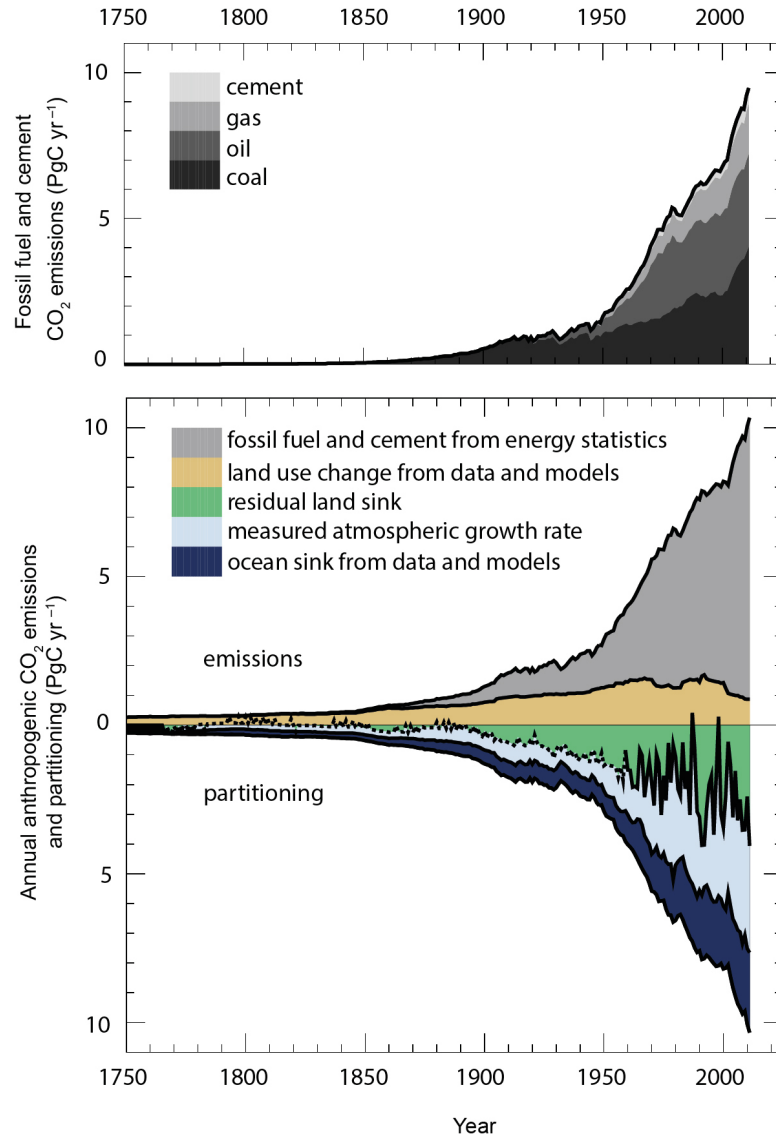 1750 1800 1850 1900 1950 2000
Fossil fuel and cement
CO₂ emissions (PgC yr⁻¹)
10
5
0
cement
gas
oil
coal
Annual anthropogenic CO₂ emissions
and partitioning (PgC yr⁻¹)
10
5
0
5
10
fossil fuel and cement from energy statistics
land use change from data and models
residual land sink
measured atmospheric growth rate
ocean sink from data and models
emissions
partitioning
1750 1800 1850 1900 1950 2000
Year